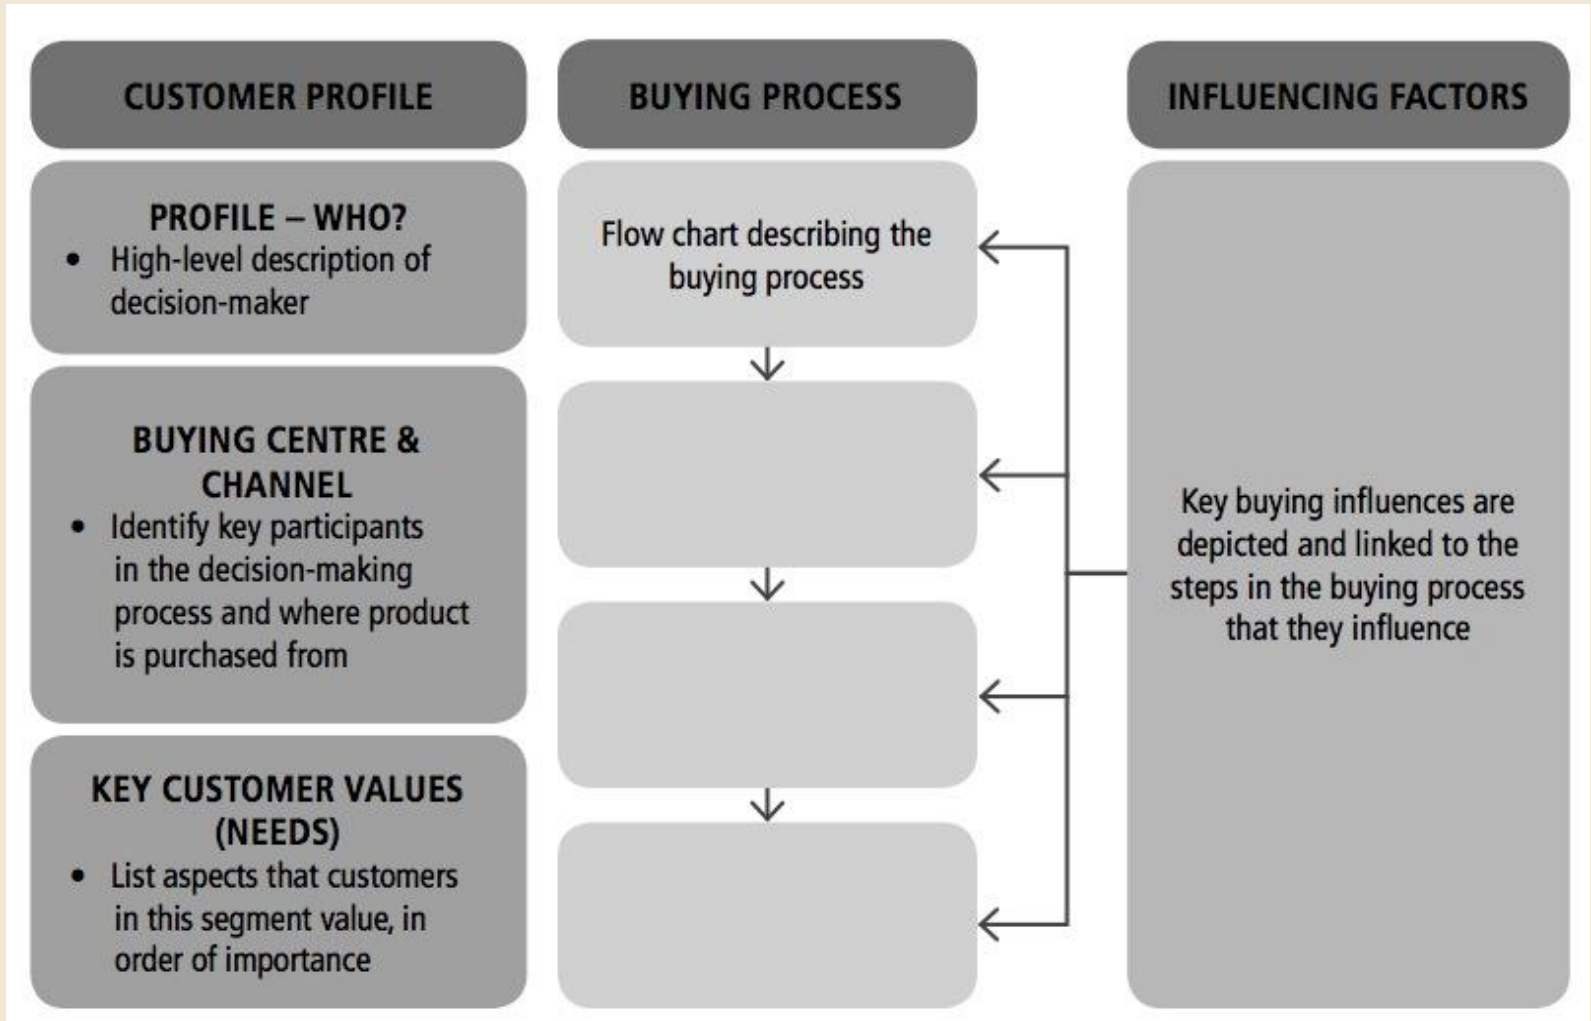 CUSTOMER PROFILE
PROFILE – WHO?
• High-level description of
decision-maker
BUYING CENTRE &
CHANNEL
• Identify key participants
in the decision-making
process and where product
is purchased from
KEY CUSTOMER VALUES
(NEEDS)
• List aspects that customers
in this segment value, in
order of importance
BUYING PROCESS
Flow chart describing the
buying process
INFLUENCING FACTORS
Key buying influences are
depicted and linked to the
steps in the buying process
that they influence